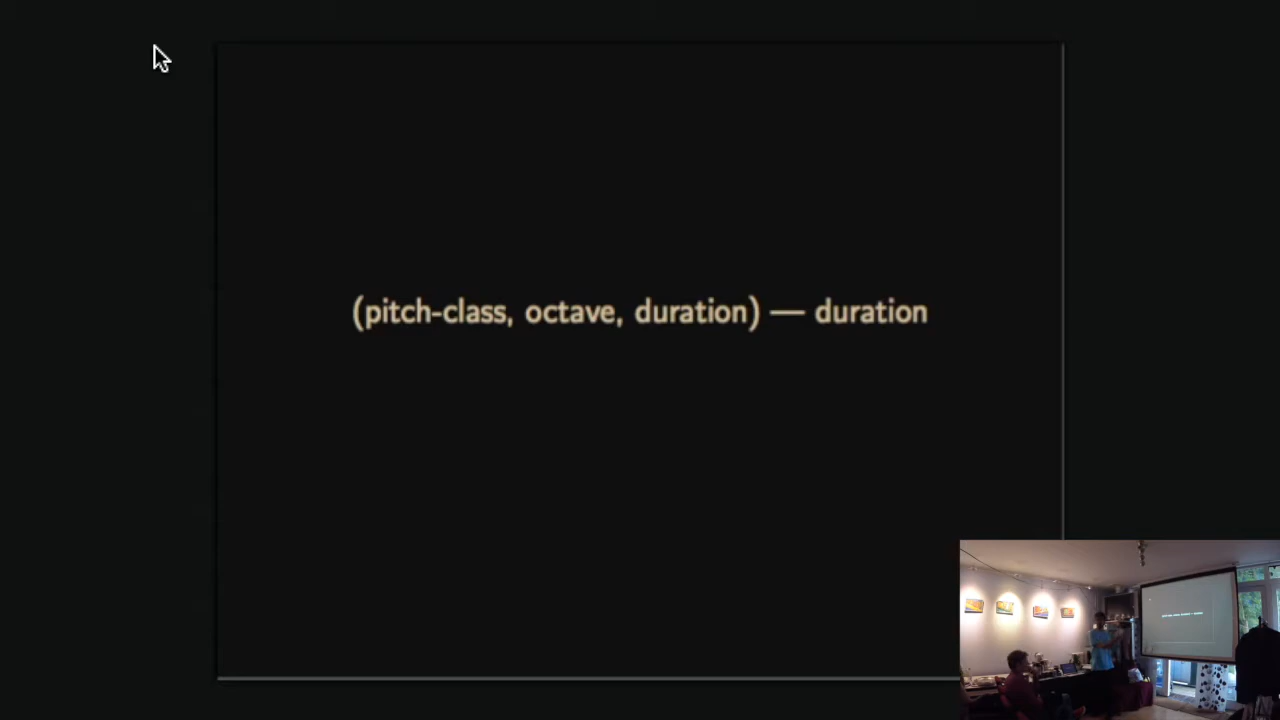 (pitch-class, octave, duration) — duration